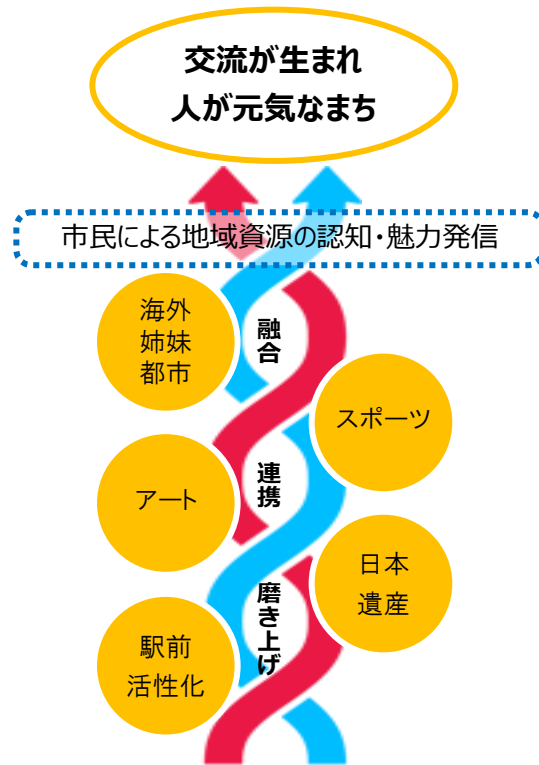 交流が生まれ
人が元気なまち
市民による地域資源の認知・魅力発信
海外
姉妹
都市
融合
スポーツ
アート
連携
日本
遺産
磨き上げ
駅前
活性化